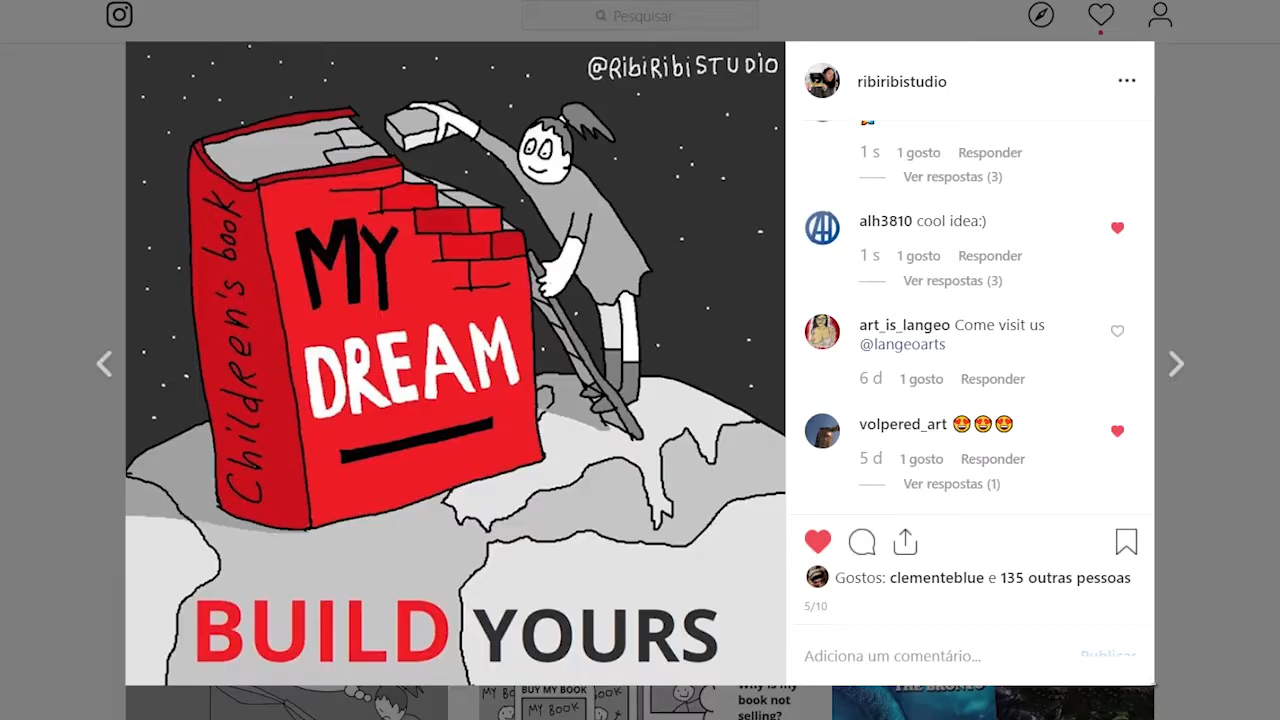 Pesquisar
@RibiRibiSTUDIO
Children's book
MY
DREAM
BUILD YOURS
ribiribistudio
1 s 1 gosto Responder
Ver respostas (3)
alh3810 cool idea:)
1 s 1 gosto Responder
Ver respostas (3)
art_is_langeo Come visit us
@langeoarts
6 d 1 gosto Responder
volpered_art 😍😍😍
5 d 1 gosto Responder
Ver respostas (1)
Gostos: clementeblue e 135 outras pessoas
5/10
Adiciona um comentário...
Publicar
BUY MY BOOK
MY BOOK
Why is my
book not
selling?
THE BRONTO